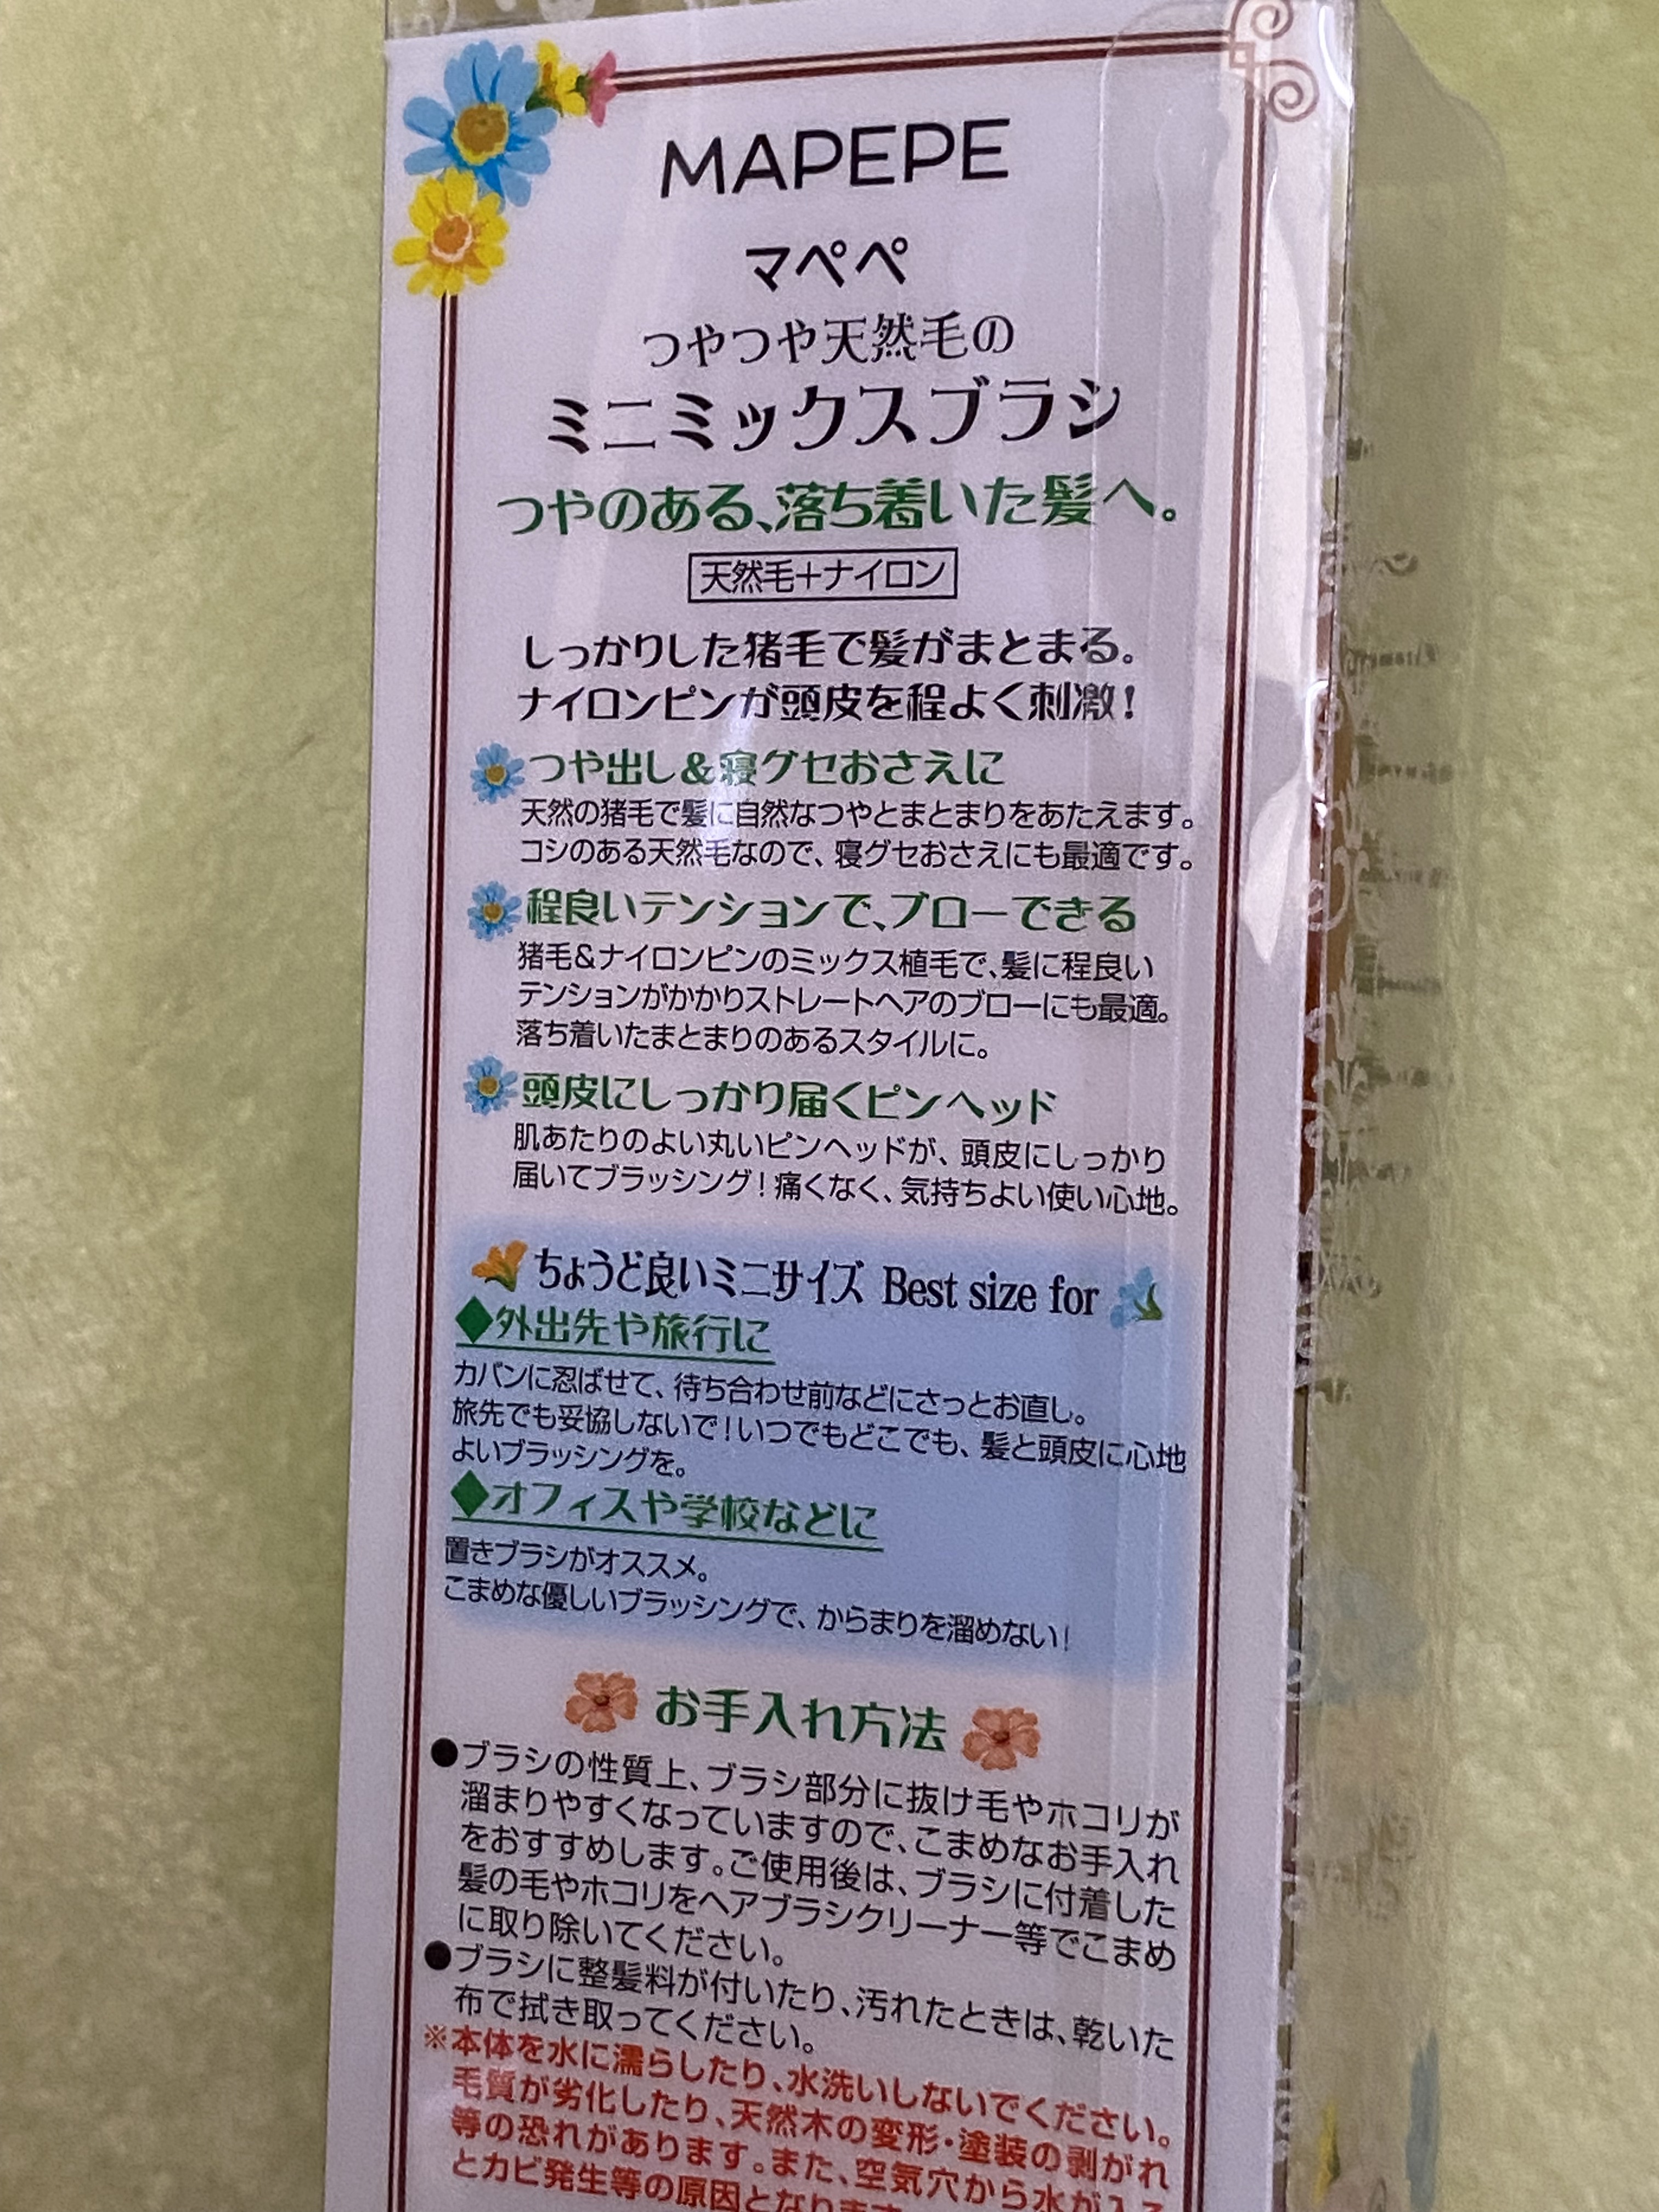 MAPEPE
マペペ
つやつや天然毛の
ミニミックスブラシ
つやのある、落ち着いた髪へ。
天然毛+ナイロン
しっかりした猪毛で髪がまとまる。
ナイロンピンが頭皮を程よく刺激!
つや出し&寝グセおさえに
天然の猪毛で髪に自然なつやとまとまりをあたえます。
コシのある天然毛なので、寝グセおさえにも最適です。
程良いテンションで、ブローできる
猪毛&ナイロンピンのミックス植毛で、髪に程良い
テンションがかかりストレートヘアのブローにも最適。
落ち着いたまとまりのあるスタイルに。
頭皮にしっかり届くピンヘッド
肌あたりのよい丸いピンヘッドが、頭皮にしっかり
届いてブラッシング!痛くなく、気持ちよい使い心地。
ちょうど良いミニサイズ Best size for
◆外出先や旅行に
カバンに忍ばせて、待ち合わせ前などにさっとお直し。
旅先でも妥協しないで!いつでもどこでも、髪と頭皮に心地
よいブラッシングを。
◆オフィスや学校などに
置きブラシがオススメ。
こまめな優しいブラッシングで、からまりを溜めない!
お手入れ方法
●ブラシの性質上、ブラシ部分に抜け毛やホコリが
溜まりやすくなっていますので、こまめなお手入れ
をおすすめします。ご使用後は、ブラシに付着した
髪の毛やホコリをヘアブラシクリーナー等でこまめ
に取り除いてください。
●ブラシに整髪料が付いたり、汚れたときは、乾いた
布で拭き取ってください。
※本体を水に濡らしたり、水洗いしないでください。
毛質が劣化したり、天然木の変形・塗装の剥がれ
等の恐れがあります。また、空気穴から水が入る
とカビ発生等の原因となります